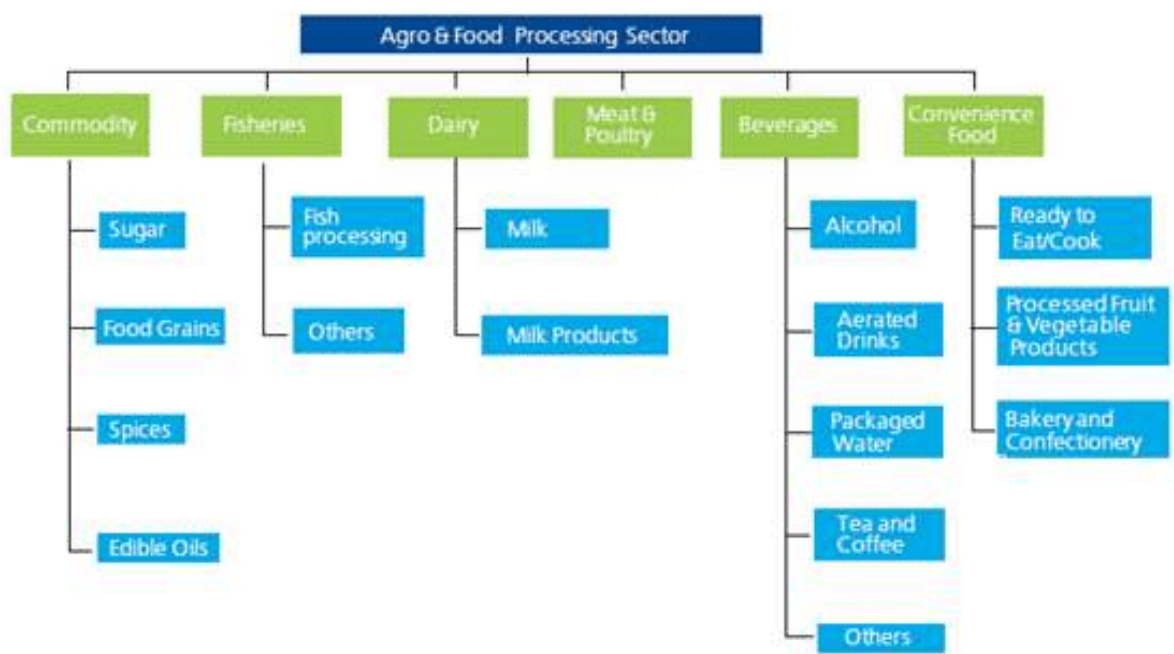 Agro & Food Processing Sector
Commodity
Fisheries
Dairy
Meat &
Poultry
Beverages
Convenience
Food
Sugar
Food Grains
Spices
Edible Oils
Fish
processing
Others
Milk
Milk Products
Alcohol
Aerated
Drinks
Packaged
Water
Tea and
Coffee
Others
Ready to
Eat/Cook
Processed Fruit
& Vegetable
Products
Bakery and
Confectionery